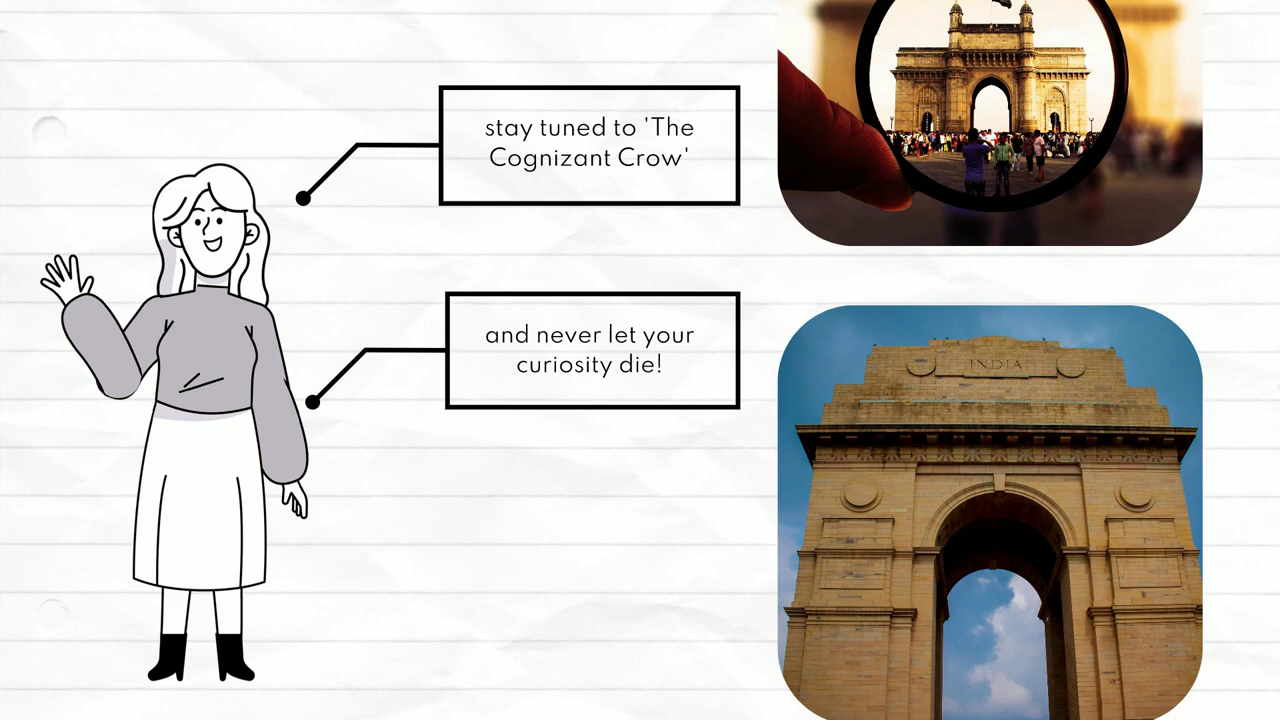 stay tuned to 'The
Cognizant Crow'
and never let your
curiosity die!
INDIA